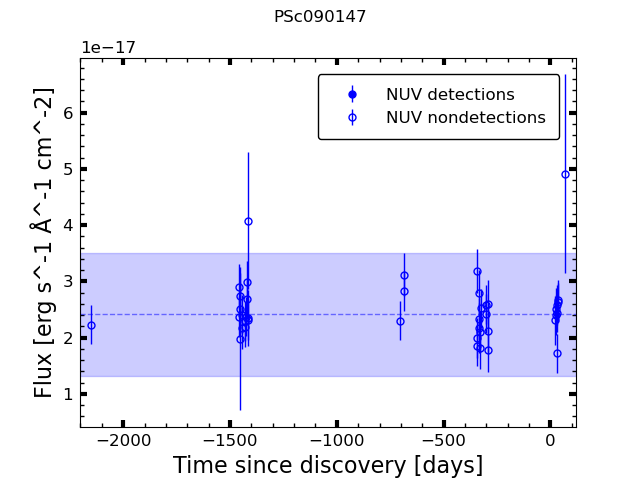 PSc090147
1e−17
NUV detections
NUV nondetections
6
5
4
3
2
1
Flux [erg s^-1 Å^-1 cm^-2]
−2000 −1500 −1000 −500 0
Time since discovery [days]